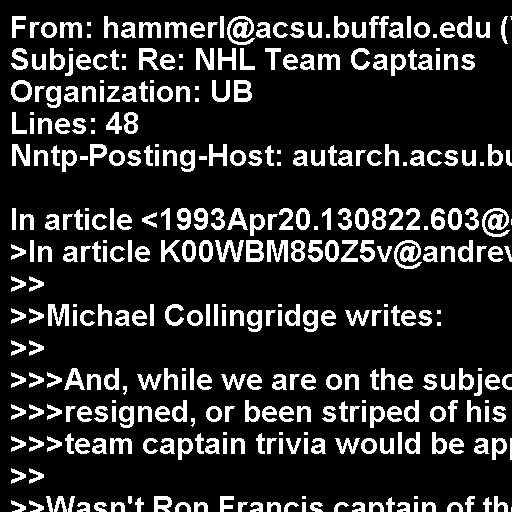 From: hammerl@acsu.buffalo.edu (
Subject: Re: NHL Team Captains
Organization: UB
Lines: 48
Nntp-Posting-Host: autarch.acsu.bu
In article <1993Apr20.130822.603@
>In article K00WBM850Z5v@andrew
>>
>>Michael Collingridge writes:
>>
>>>And, while we are on the subjec
>>>resigned, or been striped of his
>>>team captain trivia would be app
>>
>>Wasn't Ron Francis captain of the